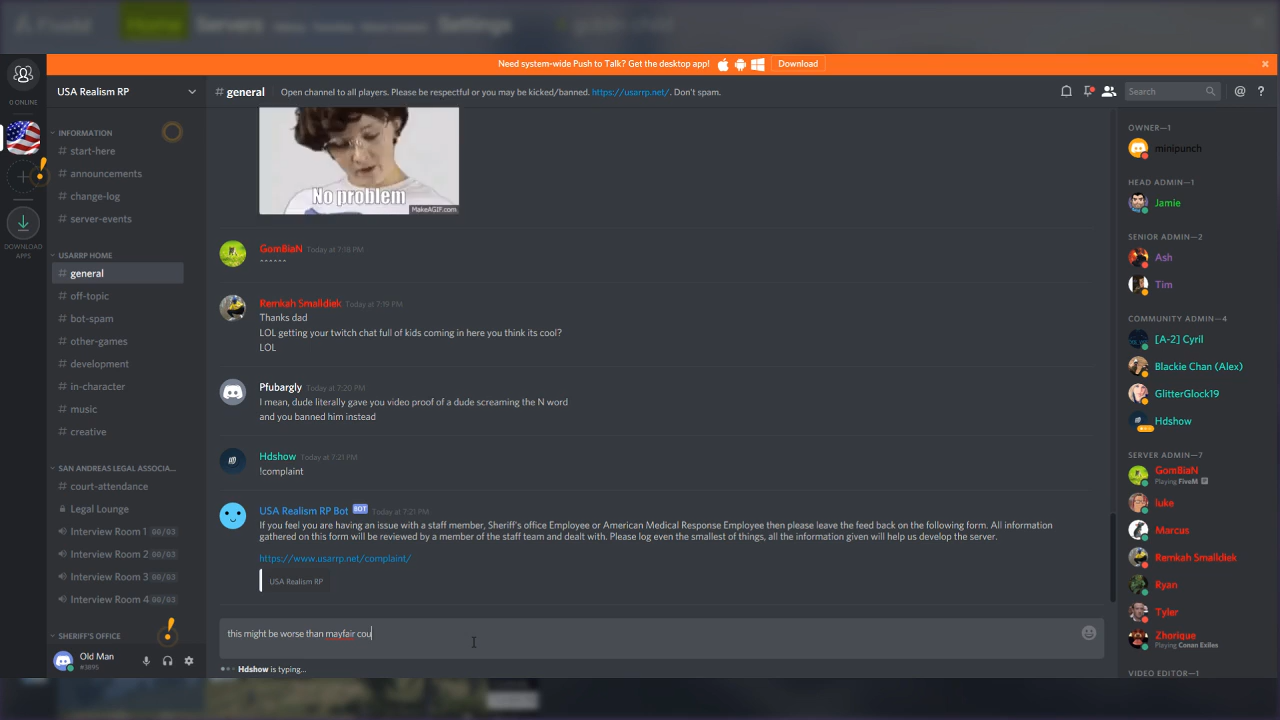 Home
Servers
Settings
Need system-wide Push to Talk? Get the desktop app!
Download
0 ONLINE
DOWNLOAD
APPS
USA Realism RP
INFORMATION
# start-here
# announcements
# change-log
# server-events
USARRP HOME
# general
# off-topic
# bot-spam
# other-games
# development
# in-character
# music
# creative
SAN ANDREAS LEGAL ASSOCIA...
# court-attendance
Legal Lounge
Interview Room 1 00/03
Interview Room 2 00/03
Interview Room 3 00/03
Interview Room 4 00/03
SHERIFF'S OFFICE
Old Man
#3895
# general Open channel to all players. Please be respectful or you may be kicked/banned. https://usarrp.net/. Don't spam.
Search
No problem
MakeAGIF.com
GomBiaN Today at 7:18 PM
^^^^^^
Remkah Smalldiek Today at 7:19 PM
Thanks dad
LOL getting your twitch chat full of kids coming in here you think its cool?
LOL
Pfubargly Today at 7:20 PM
I mean, dude literally gave you video proof of a dude screaming the N word
and you banned him instead
Hdshow Today at 7:21 PM
!complaint
USA Realism RP Bot BOT Today at 7:21 PM
If you feel you are having an issue with a staff member, Sheriff's office Employee or American Medical Response Employee then please leave the feed back on the following form. All information
gathered on this form will be reviewed by a member of the staff team and dealt with. Please log even the smallest of things, all the information given will help us develop the server.
https://www.usarrp.net/complaint/
USA Realism RP
this might be worse than mayfair cou
Hdshow is typing...
OWNER—1
minipunch
HEAD ADMIN—1
Jamie
SENIOR ADMIN—2
Ash
Tim
COMMUNITY ADMIN—4
[A-2] Cyril
Blackie Chan (Alex)
GlitterGlock19
Hdshow
SERVER ADMIN—7
GomBiaN
Playing FiveM
luke
Marcus
Remkah Smalldiek
Ryan
Tyler
Zhorique
Playing Conan Exiles
VIDEO EDITOR—1